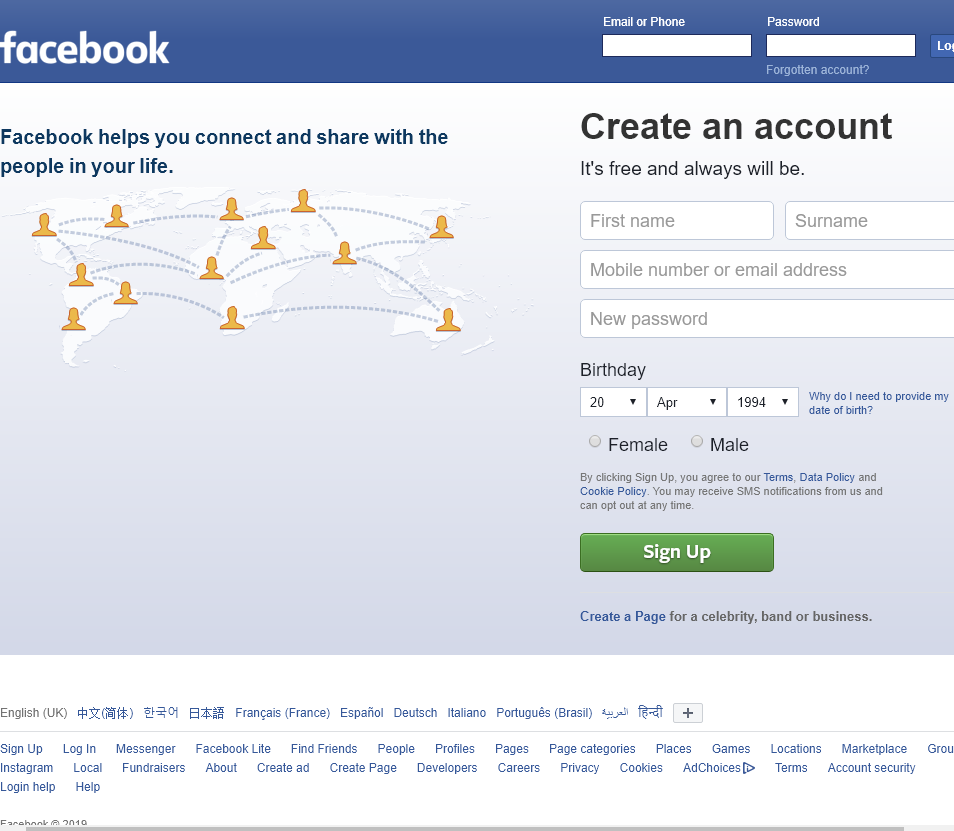 facebook
Email or Phone
Password
Forgotten account?
Facebook helps you connect and share with the
people in your life.
Create an account
It's free and always will be.
First name
Surname
Mobile number or email address
New password
Birthday
20 Apr 1994
Why do I need to provide my
date of birth?
Female Male
By clicking Sign Up, you agree to our Terms, Data Policy and
Cookie Policy. You may receive SMS notifications from us and
can opt out at any time.
Sign Up
Create a Page for a celebrity, band or business.
English (UK) 中文(简体) 한국어 日本語 Français (France) Español Deutsch Italiano Português (Brasil) العربية हिन्दी +
Sign Up Log In Messenger Facebook Lite Find Friends People Profiles Pages Page categories Places Games Locations Marketplace
Instagram Local Fundraisers About Create ad Create Page Developers Careers Privacy Cookies AdChoices Terms Account security
Login help Help
Facebook © 2019